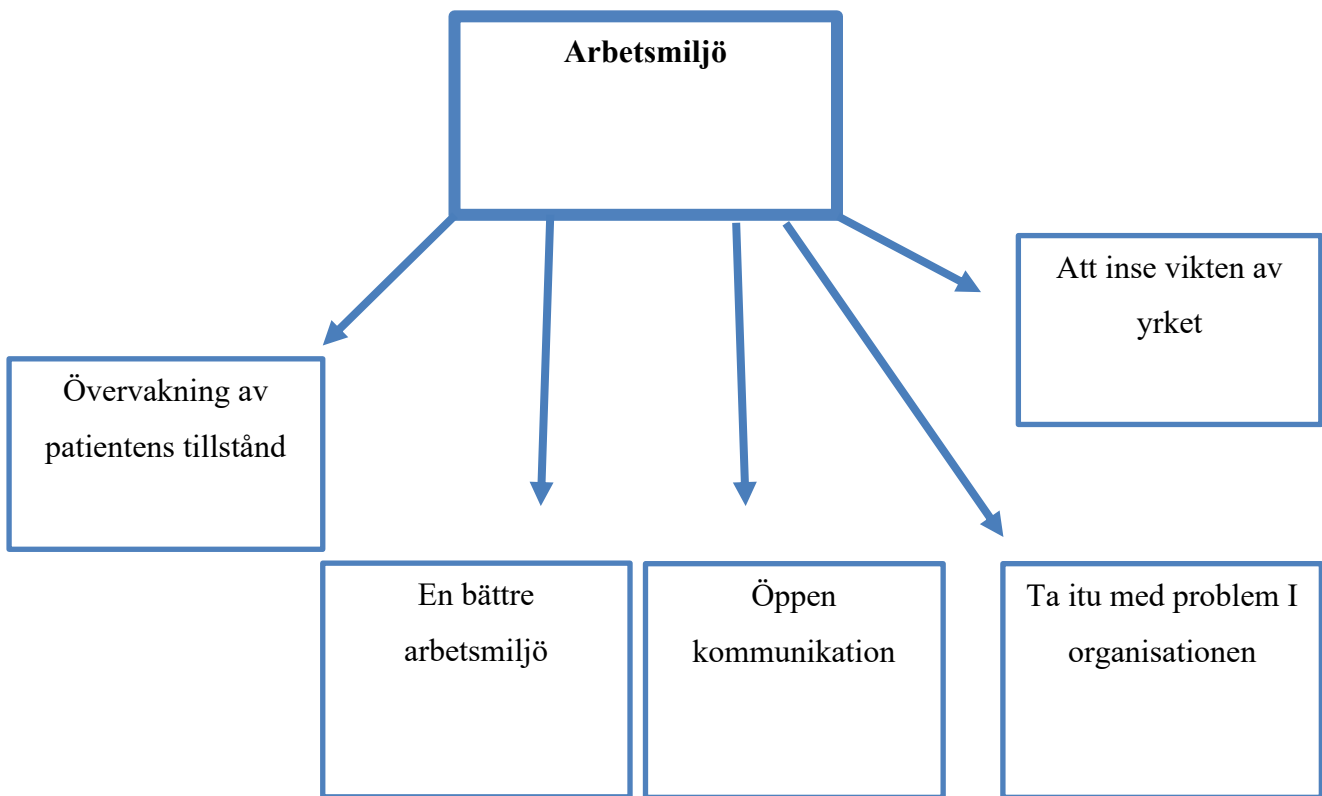 Arbetsmiljö
Att inse vikten av
yrket
Övervakning av
patientens tillstånd
En bättre
arbetsmiljö
Öppen
kommunikation
Ta itu med problem I
organisationen